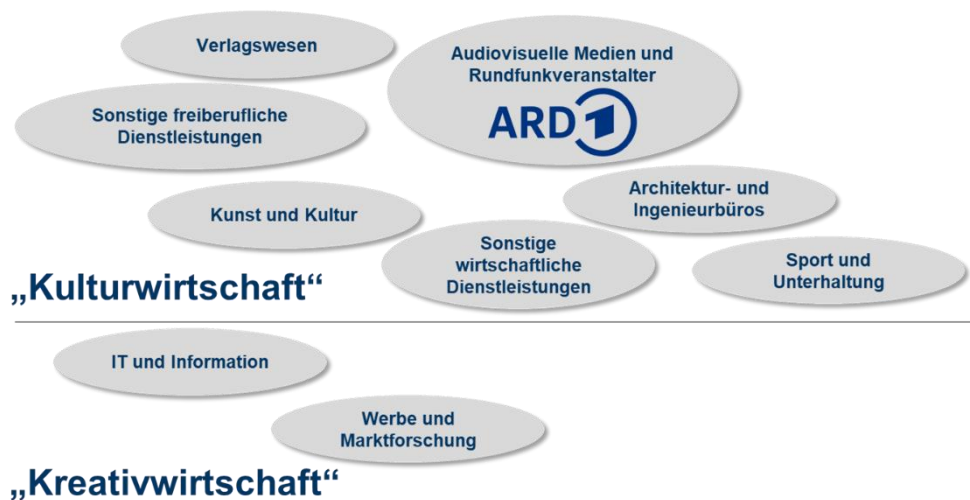 Verlagswesen
Audiovisuelle Medien und
Rundfunkveranstalter
ARD 1
Sonstige freiberufliche
Dienstleistungen
Architektur- und
Ingenieurbüros
Kunst und Kultur
Sonstige
wirtschaftliche
Dienstleistungen
Sport und
Unterhaltung
„Kulturwirtschaft“
IT und Information
Werbe und
Marktforschung
„Kreativwirtschaft“